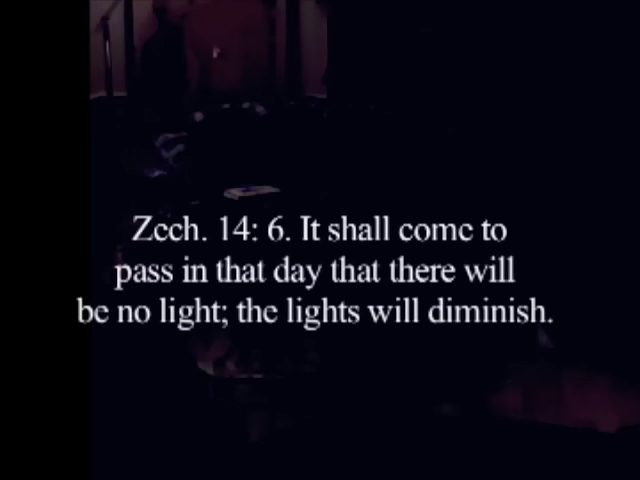 Zech. 14: 6. It shall come to
pass in that day that there will
be no light; the lights will diminish.